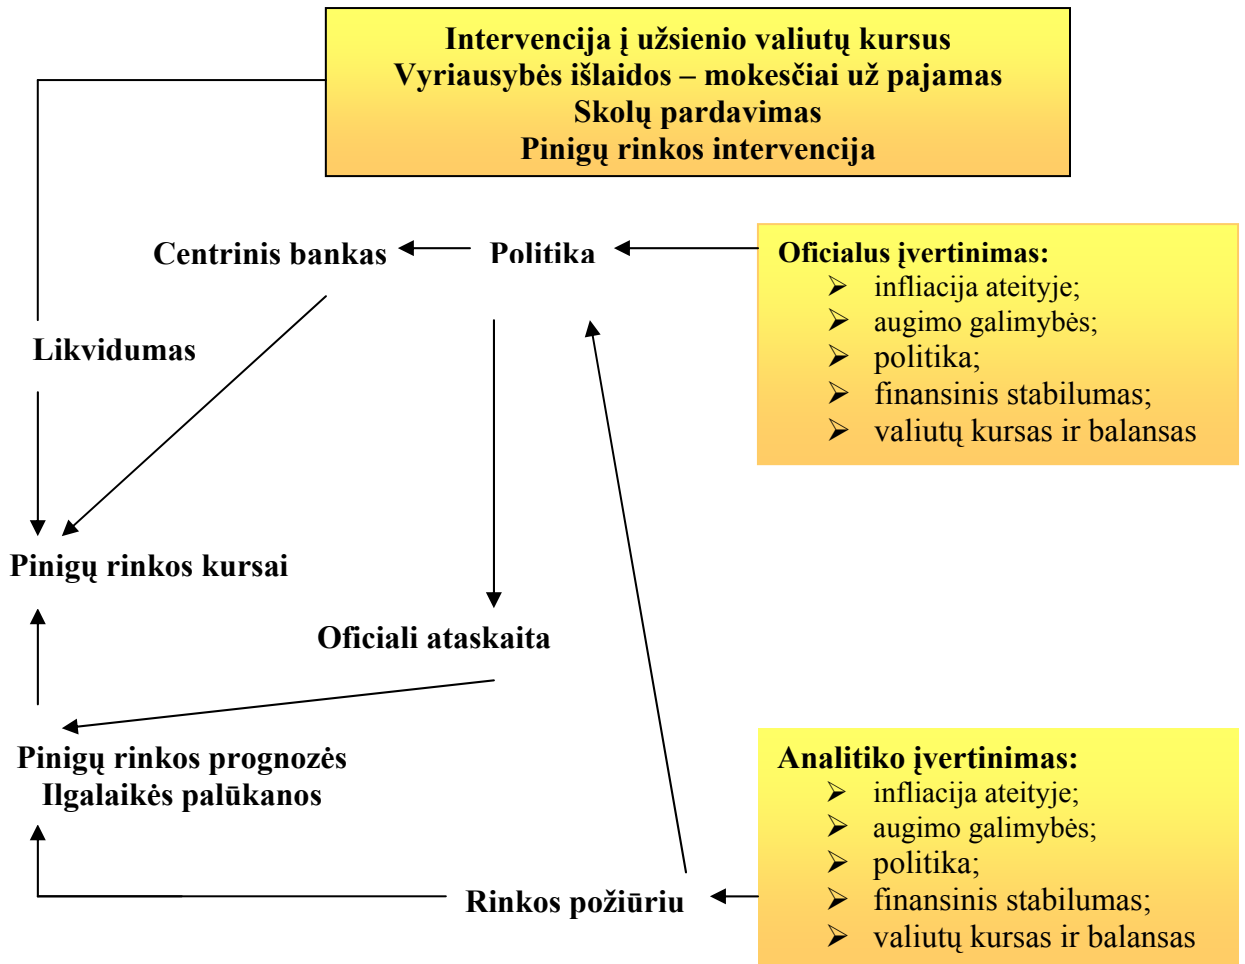 Intervencija į užsienio valiutų kursus
Vyriausybės išlaidos – mokesčiai už pajamas
Skolų pardavimas
Pinigų rinkos intervencija
Centrinis bankas
Politika
Oficialus įvertinimas:
infliacija ateityje;
augimo galimybės;
politika;
finansinis stabilumas;
valiutų kursas ir balansas
Likvidumas
Pinigų rinkos kursai
Oficiali ataskaita
Pinigų rinkos prognozės
Ilgalaikės palūkanos
Analitiko įvertinimas:
infliacija ateityje;
augimo galimybės;
politika;
finansinis stabilumas;
valiutų kursas ir balansas
Rinkos požiūriu